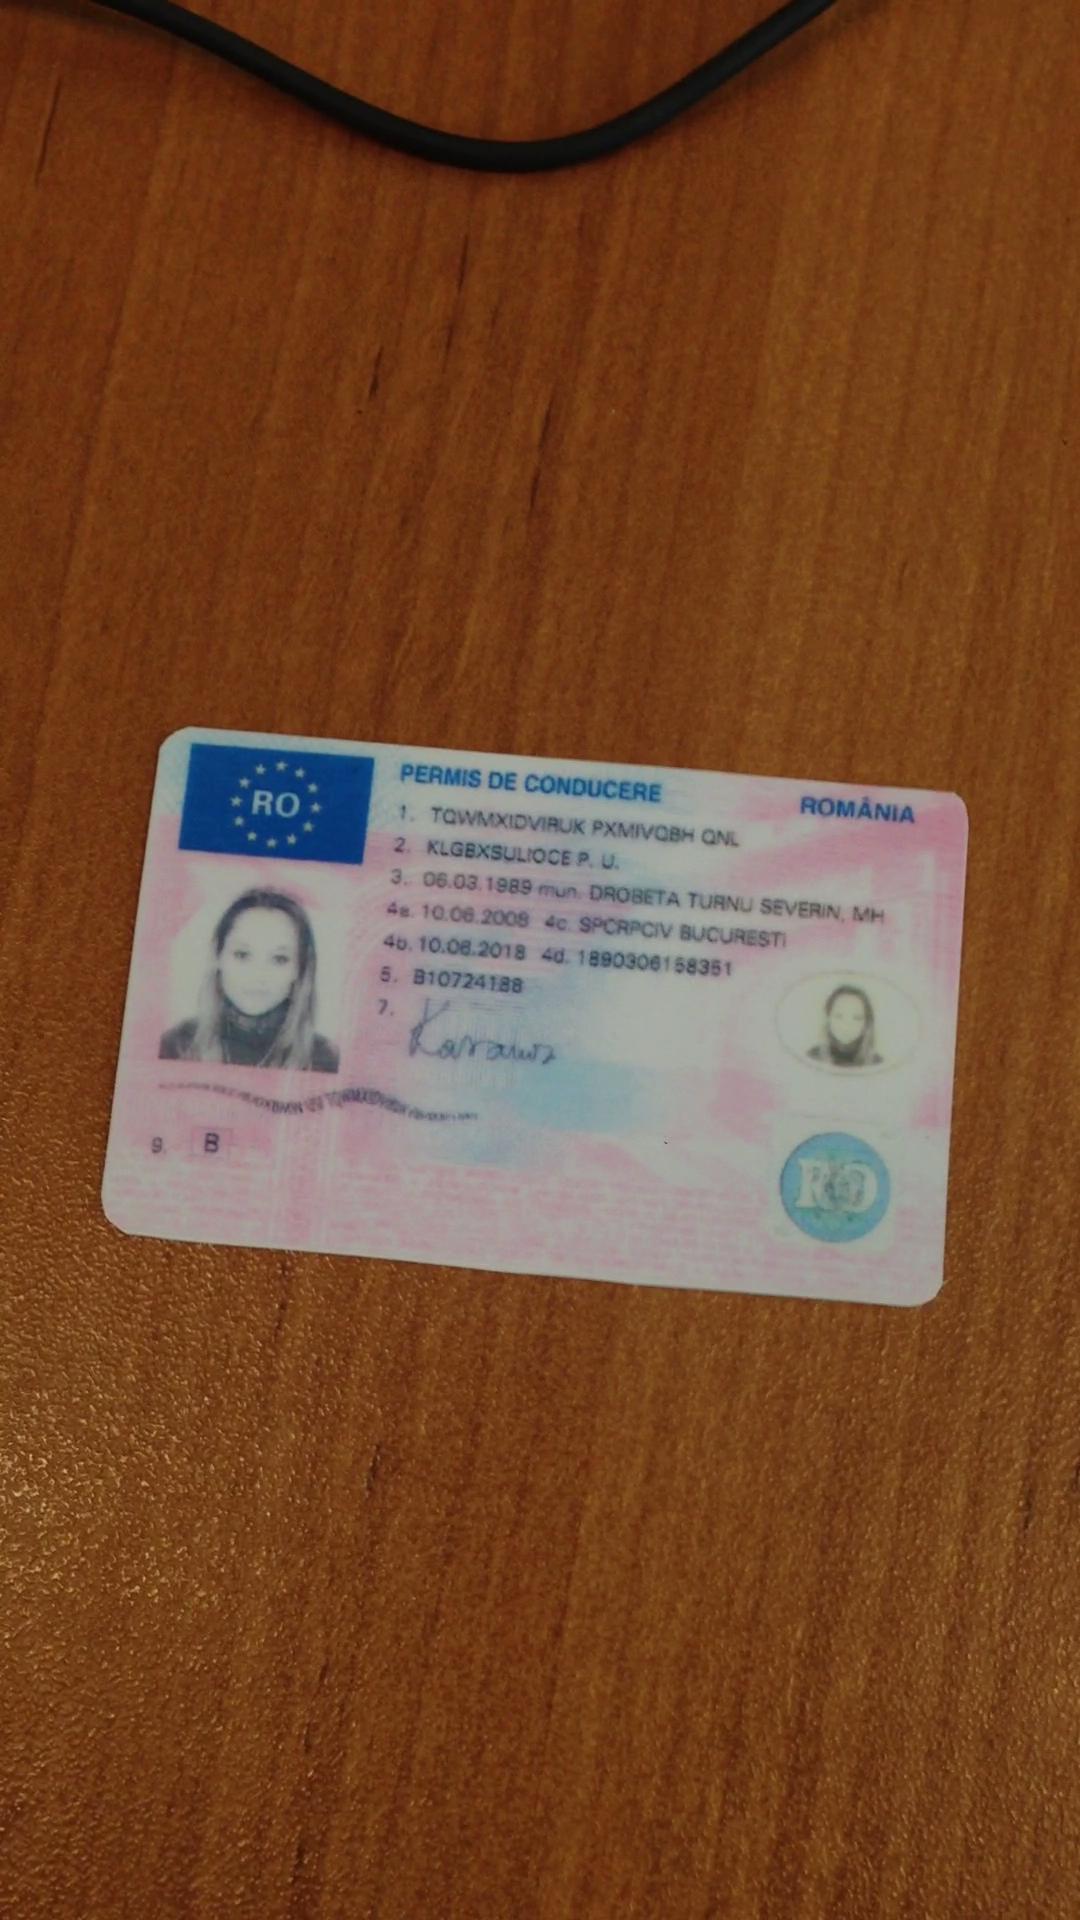 RO
PERMIS DE CONDUCERE
ROMÂNIA
1. TQWMXIDVIRUK PXMIVQBH QNL
2. KLGBXSULIOCE P. U.
3. 06.03.1989 mun. DROBETA TURNU SEVERIN, MH
4a. 10.06.2008 4c. SPCRPCIV BUCURESTI
4b. 10.06.2018 4d. 1890306158351
5. B10724188
7.
9. B
RO